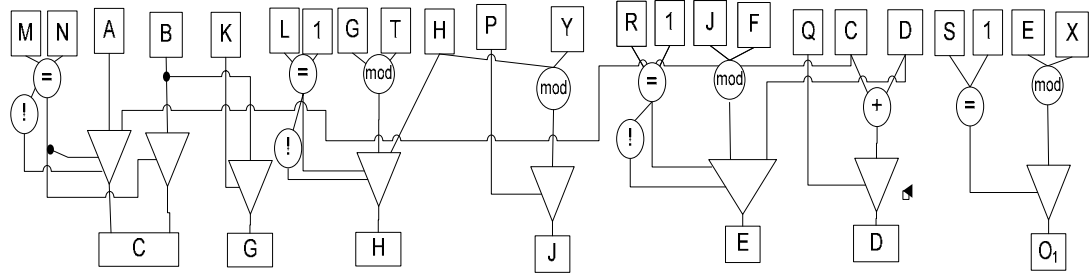 M N A B K L 1 G T H P Y R 1 J F Q C D S 1 E X
= = mod mod = mod + = mod
! ! !
C G H J E D O₁